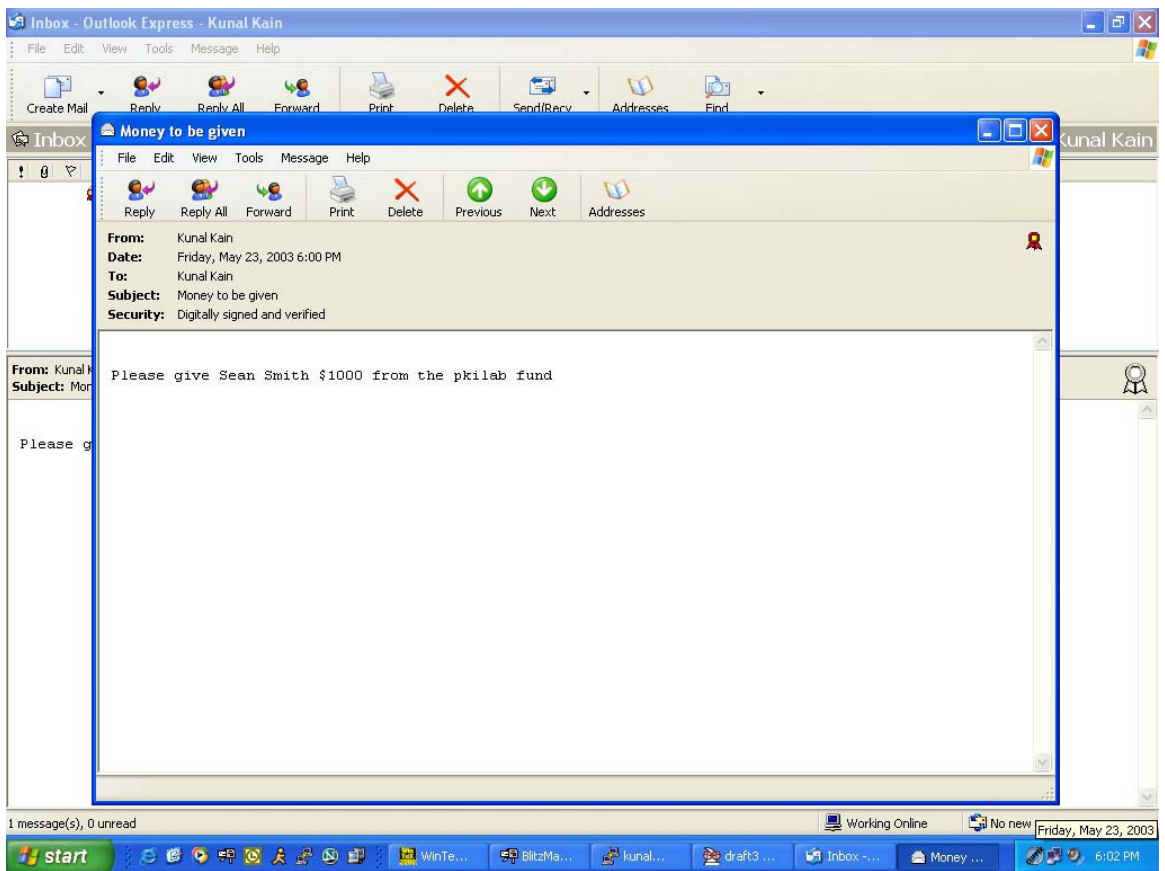 Inbox - Outlook Express - Kunal Kain
File Edit View Tools Message Help
Create Mail Reply Reply All Forward Print Delete Send/Recv Addresses Find
Inbox Kunal Kain
Money to be given
File Edit View Tools Message Help
Reply Reply All Forward Print Delete Previous Next Addresses
From: Kunal Kain
Date: Friday, May 23, 2003 6:00 PM
To: Kunal Kain
Subject: Money to be given
Security: Digitally signed and verified
Please give Sean Smith $1000 from the pkilab fund
From: Kunal K
Subject: Mon
Please g
1 message(s), 0 unread Working Online No new
Friday, May 23, 2003
start WinTe... BlitzMa... kunal... draft3 ... Inbox -... Money ... 6:02 PM